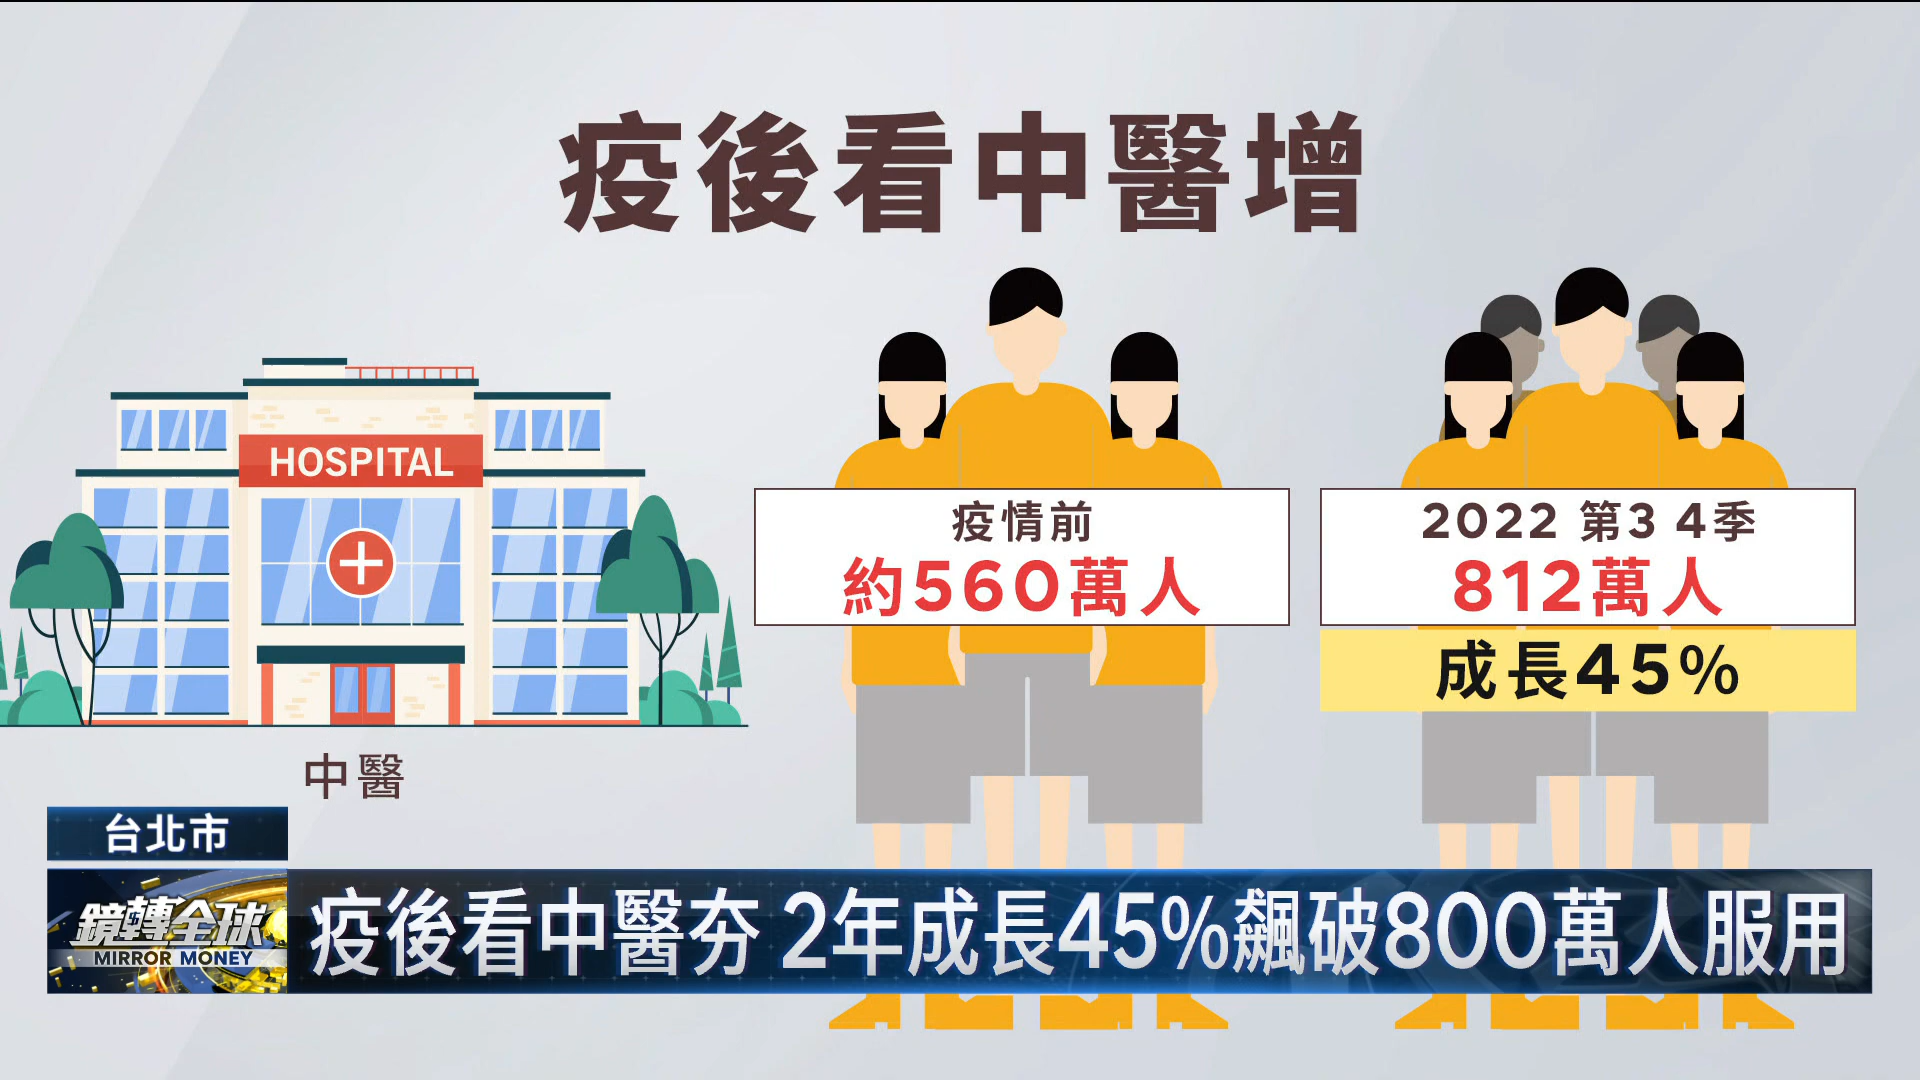 疫後看中醫增
HOSPITAL
中醫
疫情前
約560萬人
2022 第3 4季
812萬人
成長45%
台北市
鏡轉全球
MIRROR MONEY
疫後看中醫夯 2年成長45%飆破800萬人服用